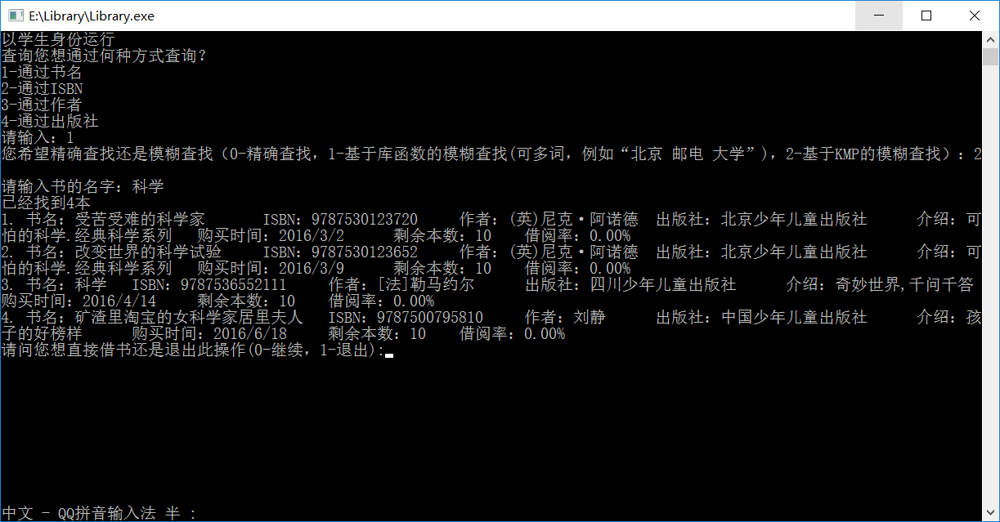 E:\Library\Library.exe
以学生身份运行
查询您想通过何种方式查询？
1-通过书名
2-通过ISBN
3-通过作者
4-通过出版社
请输入：1
您希望精确查找还是模糊查找（0-精确查找，1-基于库函数的模糊查找(可多词，例如“北京 邮电 大学”)，2-基于KMP的模糊查找）：2
请输入书的名字：科学
已经找到4本
1. 书名：受苦受难的科学家 ISBN：9787530123720 作者：(英)尼克·阿诺德 出版社：北京少年儿童出版社 介绍：可
怕的科学.经典科学系列 购买时间：2016/3/2 剩余本数：10 借阅率：0.00%
2. 书名：改变世界的科学试验 ISBN：9787530123652 作者：(英)尼克·阿诺德 出版社：北京少年儿童出版社 介绍：可
怕的科学.经典科学系列 购买时间：2016/3/9 剩余本数：10 借阅率：0.00%
3. 书名：科学 ISBN：9787536552111 作者：[法]勒马约尔 出版社：四川少年儿童出版社 介绍：奇妙世界,千问千答
购买时间：2016/4/14 剩余本数：10 借阅率：0.00%
4. 书名：矿渣里淘宝的女科学家居里夫人 ISBN：9787500795810 作者：刘静 出版社：中国少年儿童出版社 介绍：孩
子的好榜样 购买时间：2016/6/18 剩余本数：10 借阅率：0.00%
请问您想直接借书还是退出此操作(0-继续，1-退出):
中文 - QQ拼音输入法 半 :